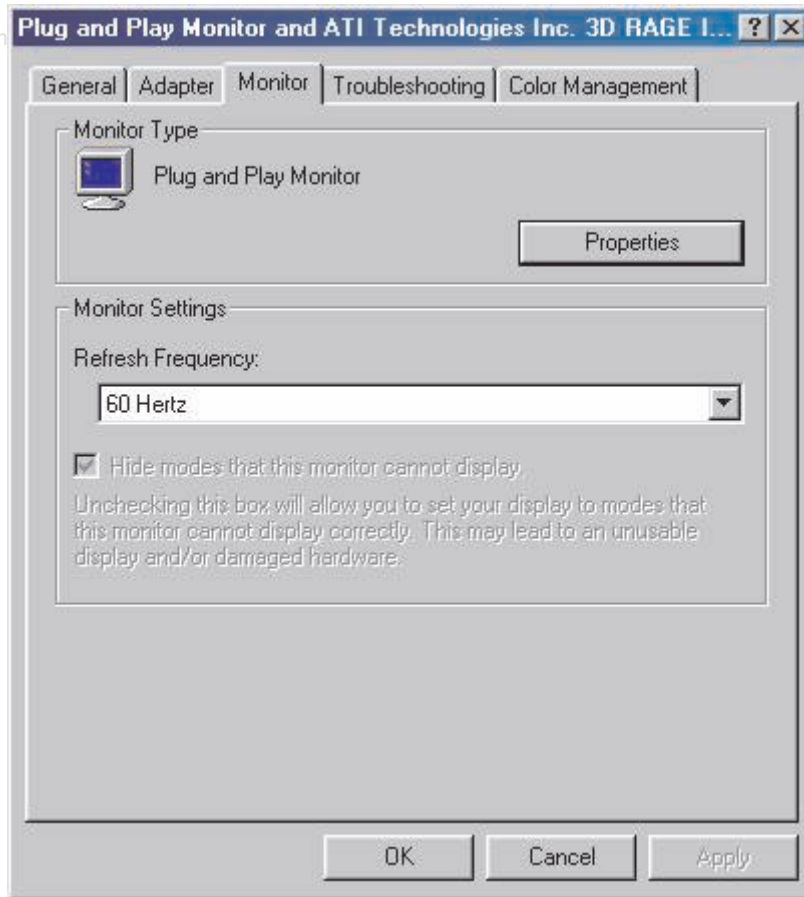 Plug and Play Monitor and ATI Technologies Inc. 3D RAGE I...
General Adapter Monitor Troubleshooting Color Management
Monitor Type
Plug and Play Monitor
Properties
Monitor Settings
Refresh Frequency:
60 Hertz
Hide modes that this monitor cannot display
Unchecking this box will allow you to set your display to modes that
this monitor cannot display correctly. This may lead to an unusable
display and/or damaged hardware.
OK Cancel Apply